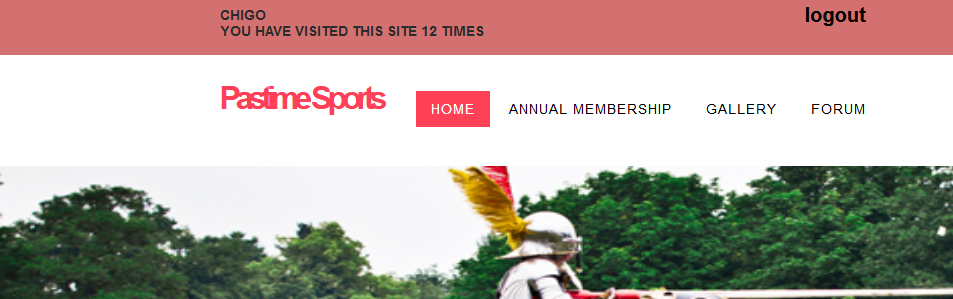 CHIGO
YOU HAVE VISITED THIS SITE 12 TIMES
logout
Pastime Sports
HOME
ANNUAL MEMBERSHIP
GALLERY
FORUM